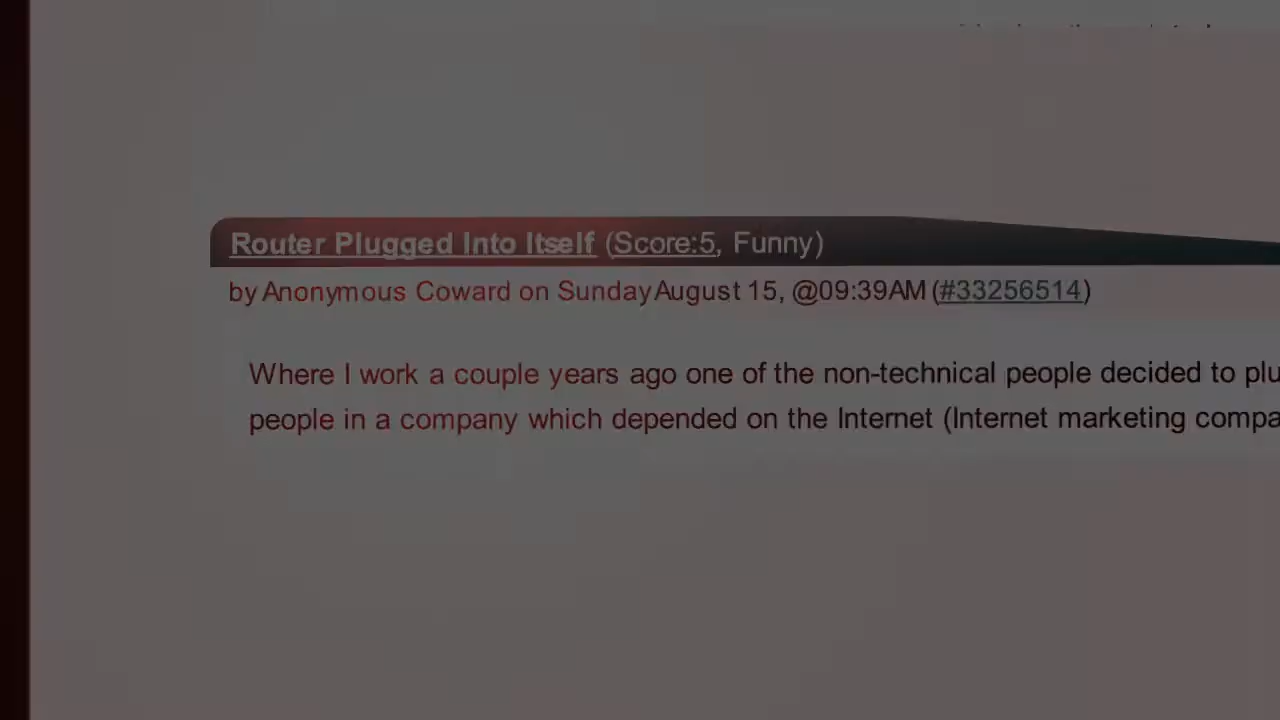 Router Plugged Into Itself (Score:5, Funny)
by Anonymous Coward on Sunday August 15, @09:39AM (#33256514)
Where I work a couple years ago one of the non-technical people decided to plu
people in a company which depended on the Internet (Internet marketing compa